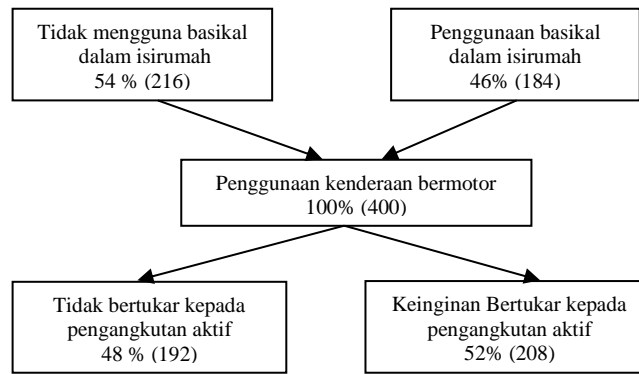 Tidak mengguna basikal
dalam isirumah
54 % (216)
Penggunaan basikal
dalam isirumah
46% (184)
Penggunaan kenderaan bermotor
100% (400)
Tidak bertukar kepada
pengangkutan aktif
48 % (192)
Keinginan Bertukar kepada
pengangkutan aktif
52% (208)